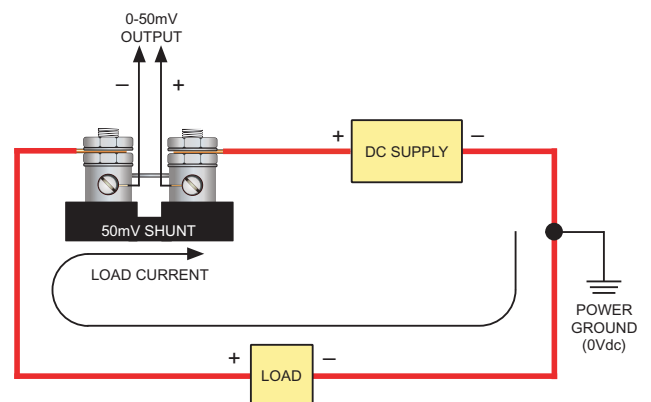 0-50mV
OUTPUT
– +
+ DC SUPPLY –
50mV SHUNT
LOAD CURRENT
POWER
GROUND
(0Vdc)
+ LOAD –